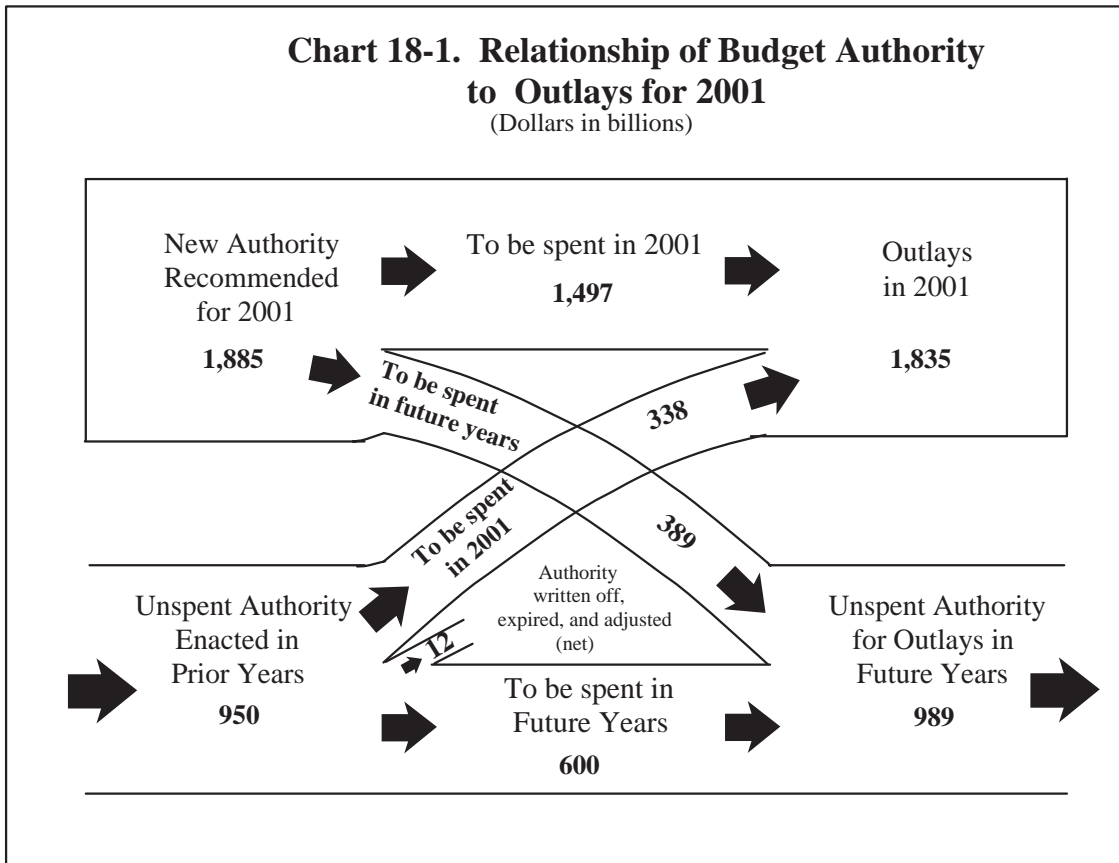 Chart 18-1. Relationship of Budget Authority
to Outlays for 2001
(Dollars in billions)
New Authority
Recommended
for 2001
1,885
To be spent in 2001
1,497
Outlays
in 2001
1,835
To be spent
in future years
338
To be spent
in 2001
389
Authority
written off,
expired, and adjusted
(net)
12
Unspent Authority
Enacted in
Prior Years
950
To be spent in
Future Years
600
Unspent Authority
for Outlays in
Future Years
989